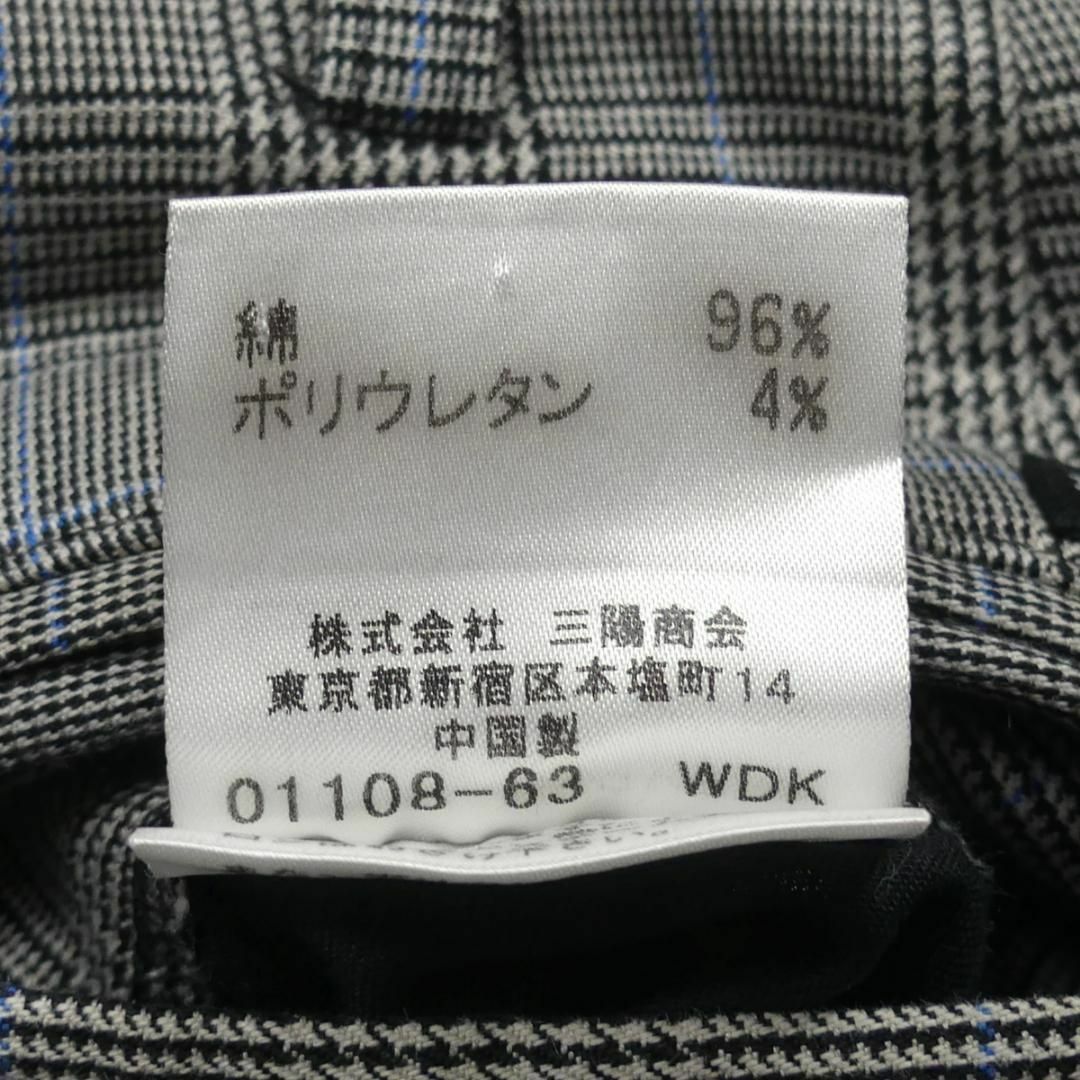 綿 96%
ポリウレタン 4%
株式会社 三陽商会
東京都新宿区本塩町14
中国製
01108-63 WDK